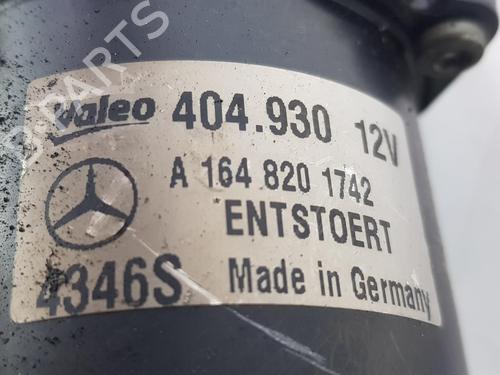 Valeo 404.930 12V
A 164 820 1742
ENTSTOERT
4346S Made in Germany